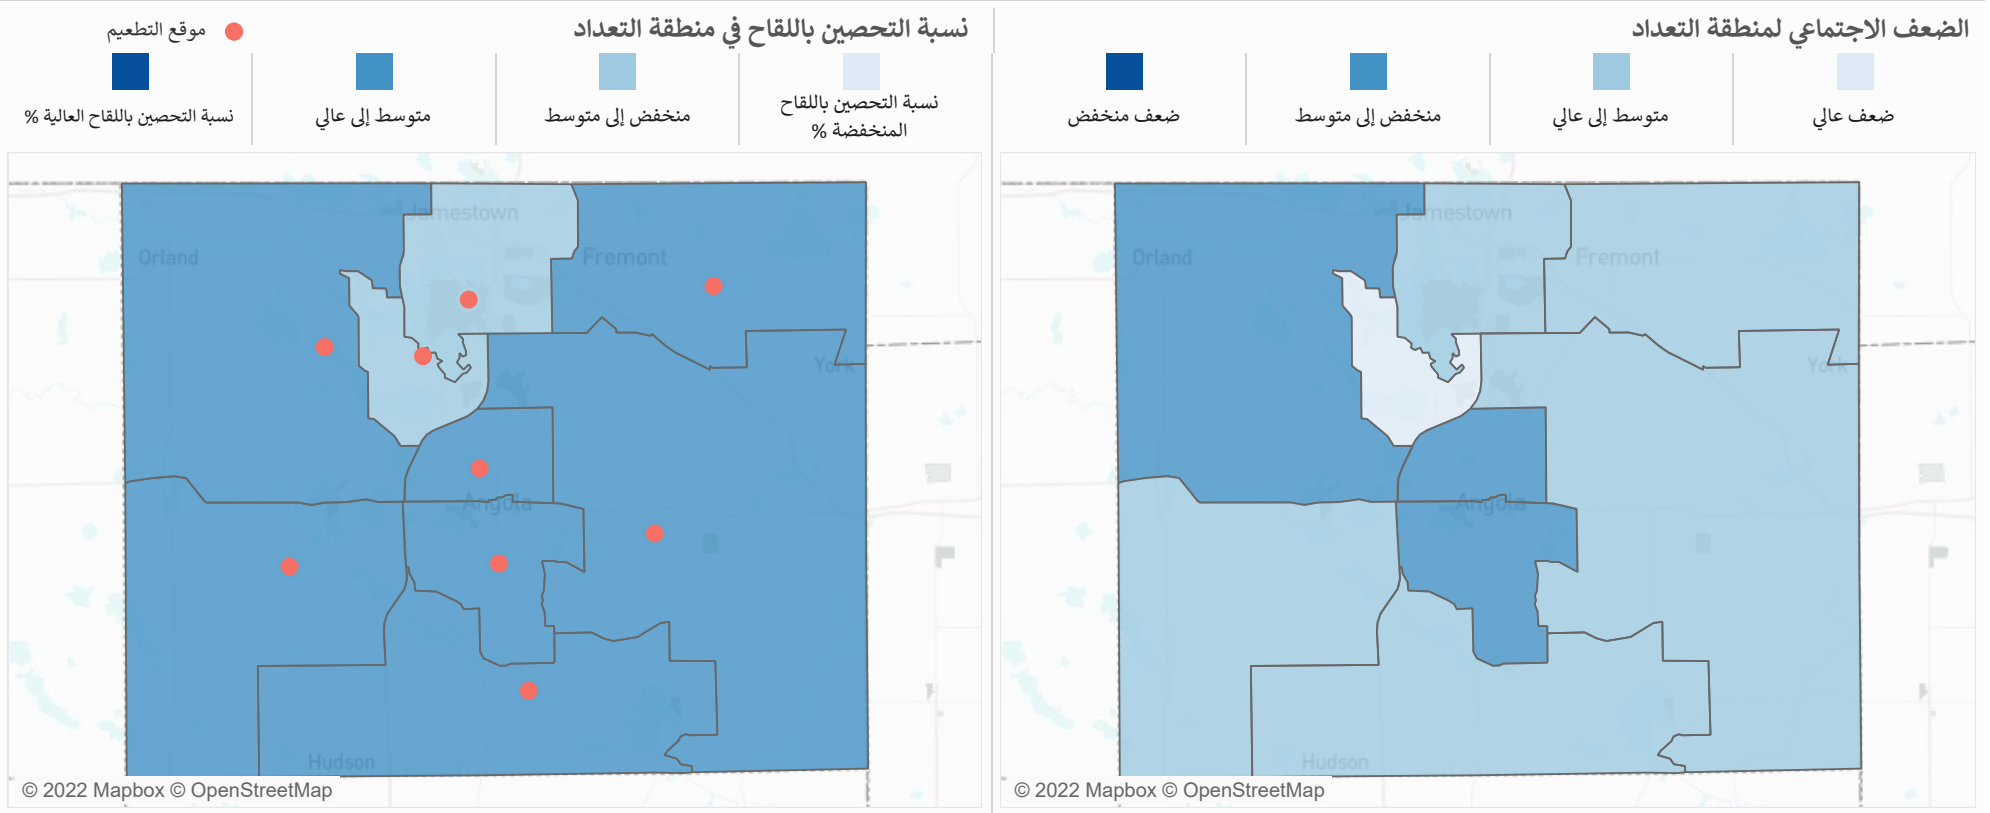 الضعف الاجتماعي لمنطقة التعداد
ضعف عالي
متوسط إلى عالي
منخفض إلى متوسط
ضعف منخفض
Jamestown
Orland
Fremont
York
Angola
Hudson
© 2022 Mapbox © OpenStreetMap
نسبة التحصين باللقاح في منطقة التعداد
موقع التطعيم
نسبة التحصين باللقاح
المنخفضة %
منخفض إلى متوسط
متوسط إلى عالي
نسبة التحصين باللقاح العالية %
Jamestown
Orland
Fremont
York
Angola
Hudson
© 2022 Mapbox © OpenStreetMap